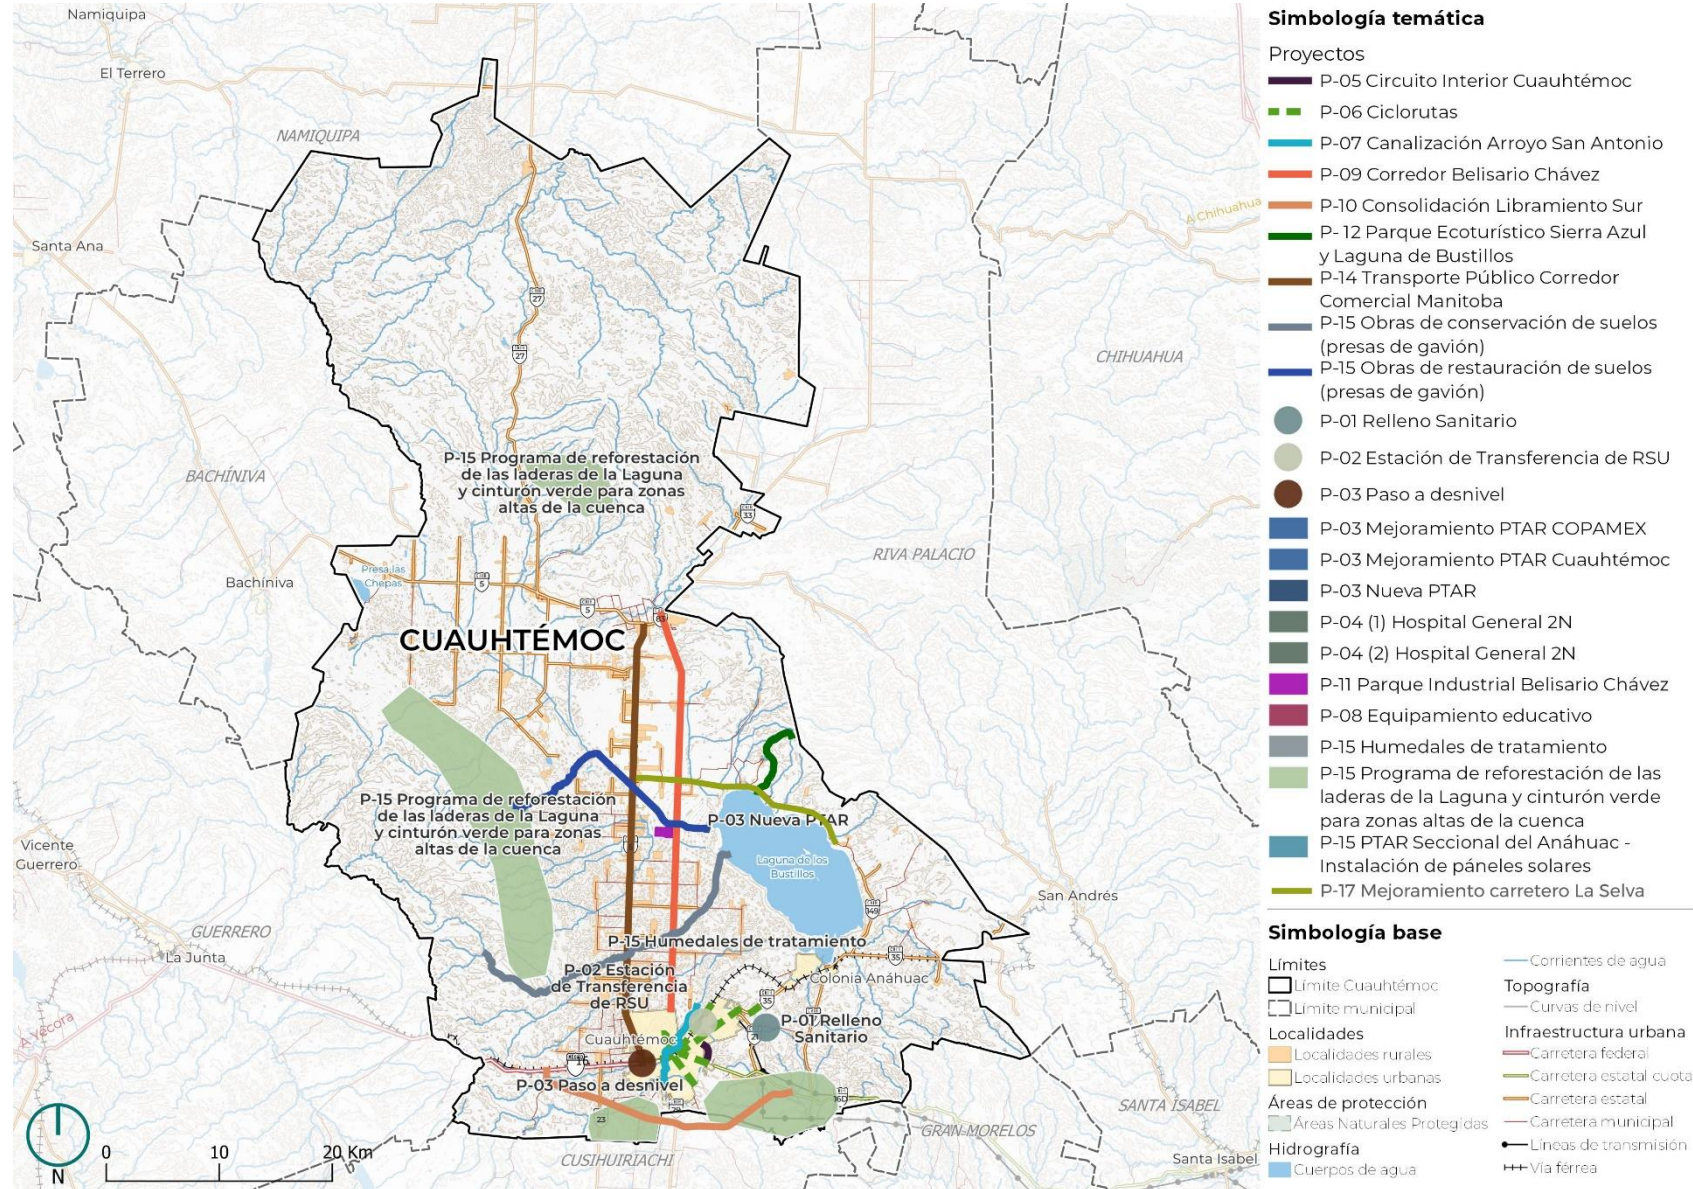 Namiquipa
El Terrero
NAMIQUIPA
Santa Ana
A Chihuahua
27
27
CHIHUAHUA
P-15 Programa de reforestación
de las laderas de la Laguna
y cinturón verde para zonas
altas de la cuenca
BACHÍNIVA
33
RIVA PALACIO
Presa las
Chepas
Bachíniva
5
5
83
CUAUHTÉMOC
P-15 Programa de reforestación
de las laderas de la Laguna
y cinturón verde para zonas
altas de la cuenca
P-03 Nueva PTAR
Laguna de los
Bustillos
Vicente
Guerrero
San Andrés
149
GUERRERO
La Junta
P-15 Humedales de tratamiento
35
P-02 Estación
de Transferencia
de RSU
Colonia Anáhuac
35
P-01 Relleno
Sanitario
21
A Yécora
Cuauhtémoc
16
P-03 Paso a desnivel
16D
23
29
SANTA ISABEL
GRAN MORELOS
CUSIHUIRIACHI
Santa Isabel
0 10 20 Km
N
Simbología temática
Proyectos
P-05 Circuito Interior Cuauhtémoc
P-06 Ciclorutas
P-07 Canalización Arroyo San Antonio
P-09 Corredor Belisario Chávez
P-10 Consolidación Libramiento Sur
P- 12 Parque Ecoturístico Sierra Azul
y Laguna de Bustillos
P-14 Transporte Público Corredor
Comercial Manitoba
P-15 Obras de conservación de suelos
(presas de gavión)
P-15 Obras de restauración de suelos
(presas de gavión)
P-01 Relleno Sanitario
P-02 Estación de Transferencia de RSU
P-03 Paso a desnivel
P-03 Mejoramiento PTAR COPAMEX
P-03 Mejoramiento PTAR Cuauhtémoc
P-03 Nueva PTAR
P-04 (1) Hospital General 2N
P-04 (2) Hospital General 2N
P-11 Parque Industrial Belisario Chávez
P-08 Equipamiento educativo
P-15 Humedales de tratamiento
P-15 Programa de reforestación de las
laderas de la Laguna y cinturón verde
para zonas altas de la cuenca
P-15 PTAR Seccional del Anáhuac -
Instalación de páneles solares
P-17 Mejoramiento carretero La Selva
Simbología base
Límites
Límite Cuauhtémoc
Límite municipal
Localidades
Localidades rurales
Localidades urbanas
Áreas de protección
Áreas Naturales Protegidas
Hidrografía
Cuerpos de agua
Corrientes de agua
Topografía
Curvas de nivel
Infraestructura urbana
Carretera federal
Carretera estatal cuota
Carretera estatal
Carretera municipal
Líneas de transmisión
Vía férrea